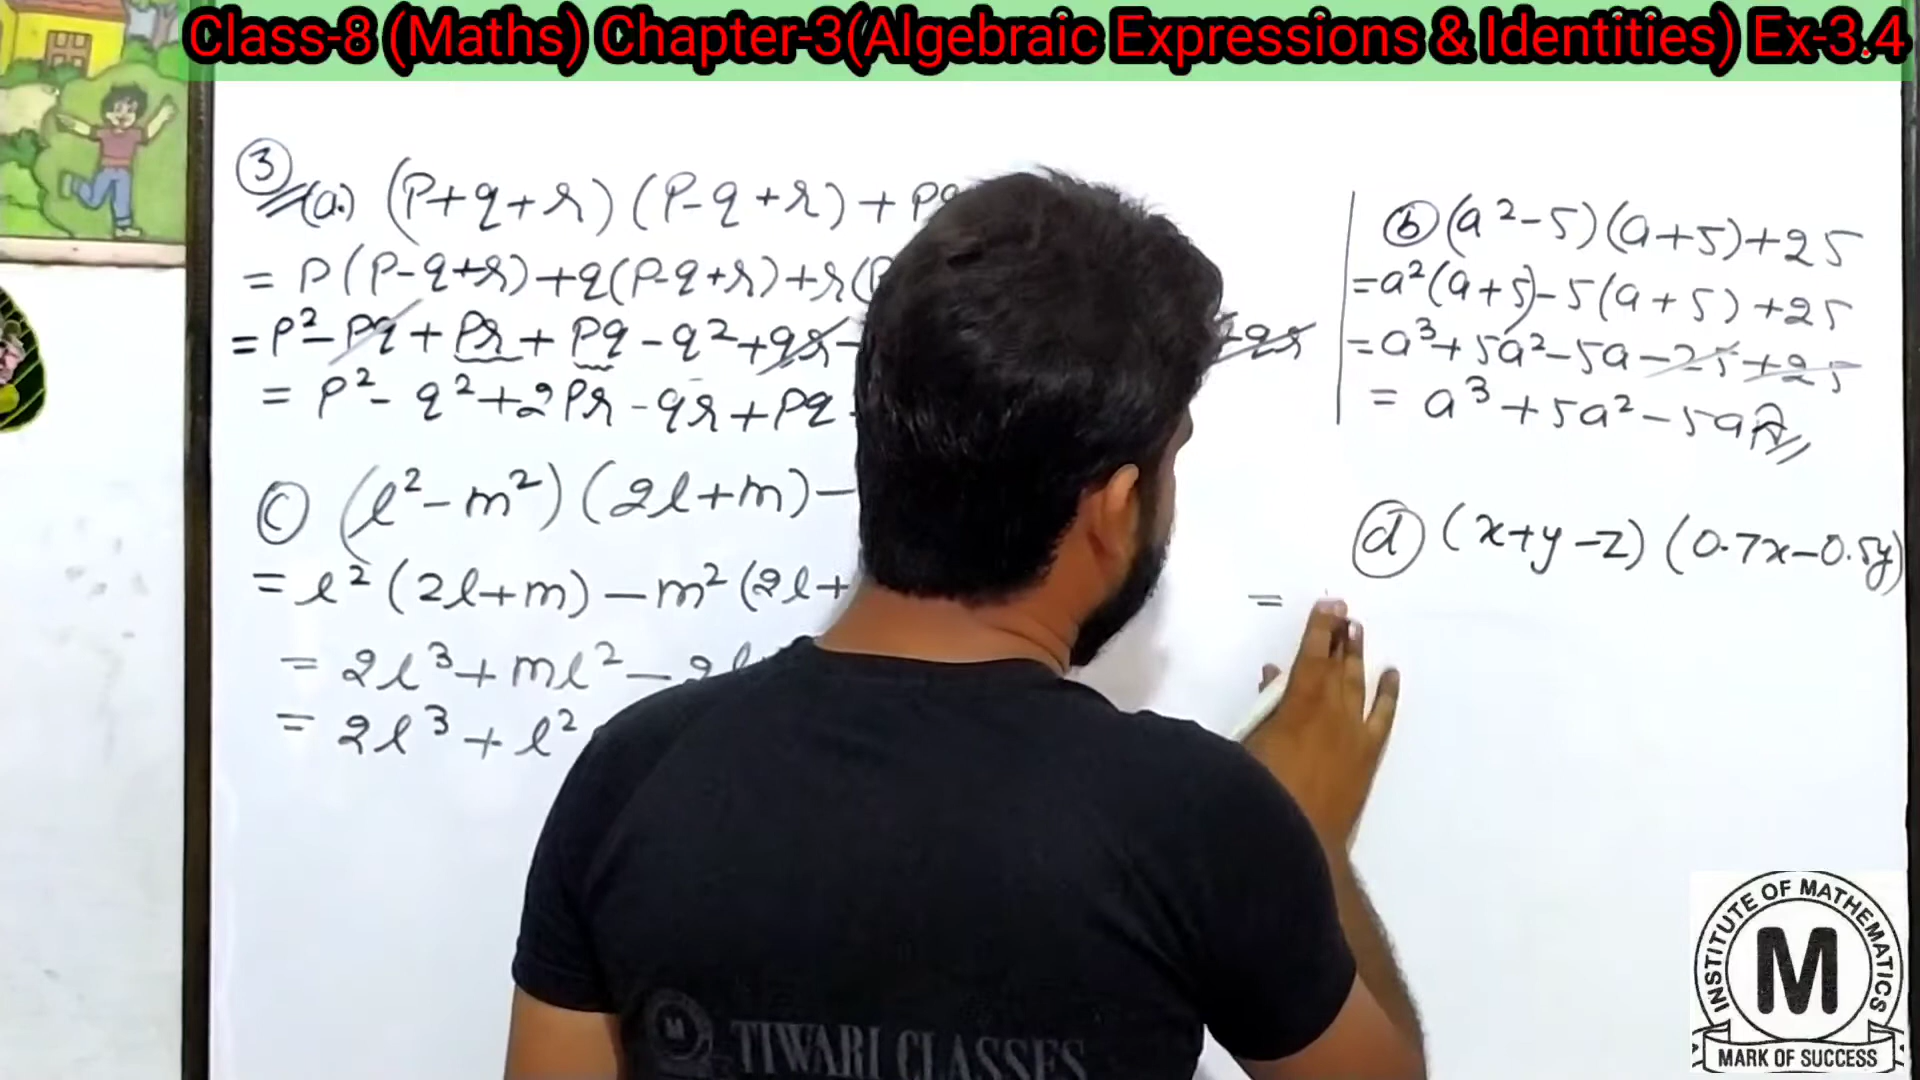 Class-8 (Maths) Chapter-3(Algebraic Expressions & Identities) Ex-3.4
③ (a.) (P+q+r) (P-q+r) + Pq
= P(P-q+r)+q(P-q+r)+r(P
= P²-Pq+Pr+Pq-q²+qr-
+qr
= P²-q²+2Pr-qr+Pq
ⓑ (a²-5)(a+5)+25
=a²(a+5)-5(a+5)+25
=a³+5a²-5a-25+25
= a³+5a²-5a
ⓒ (l²-m²) (2l+m)-
= l² (2l+m) - m² (2l+
= 2l³+ml²-2l
= 2l³+l²
ⓓ (x+y-z) (0.7x-0.5y)
=
TIWARI CLASSES
M
INSTITUTE OF MATHEMATICS
M
MARK OF SUCCESS